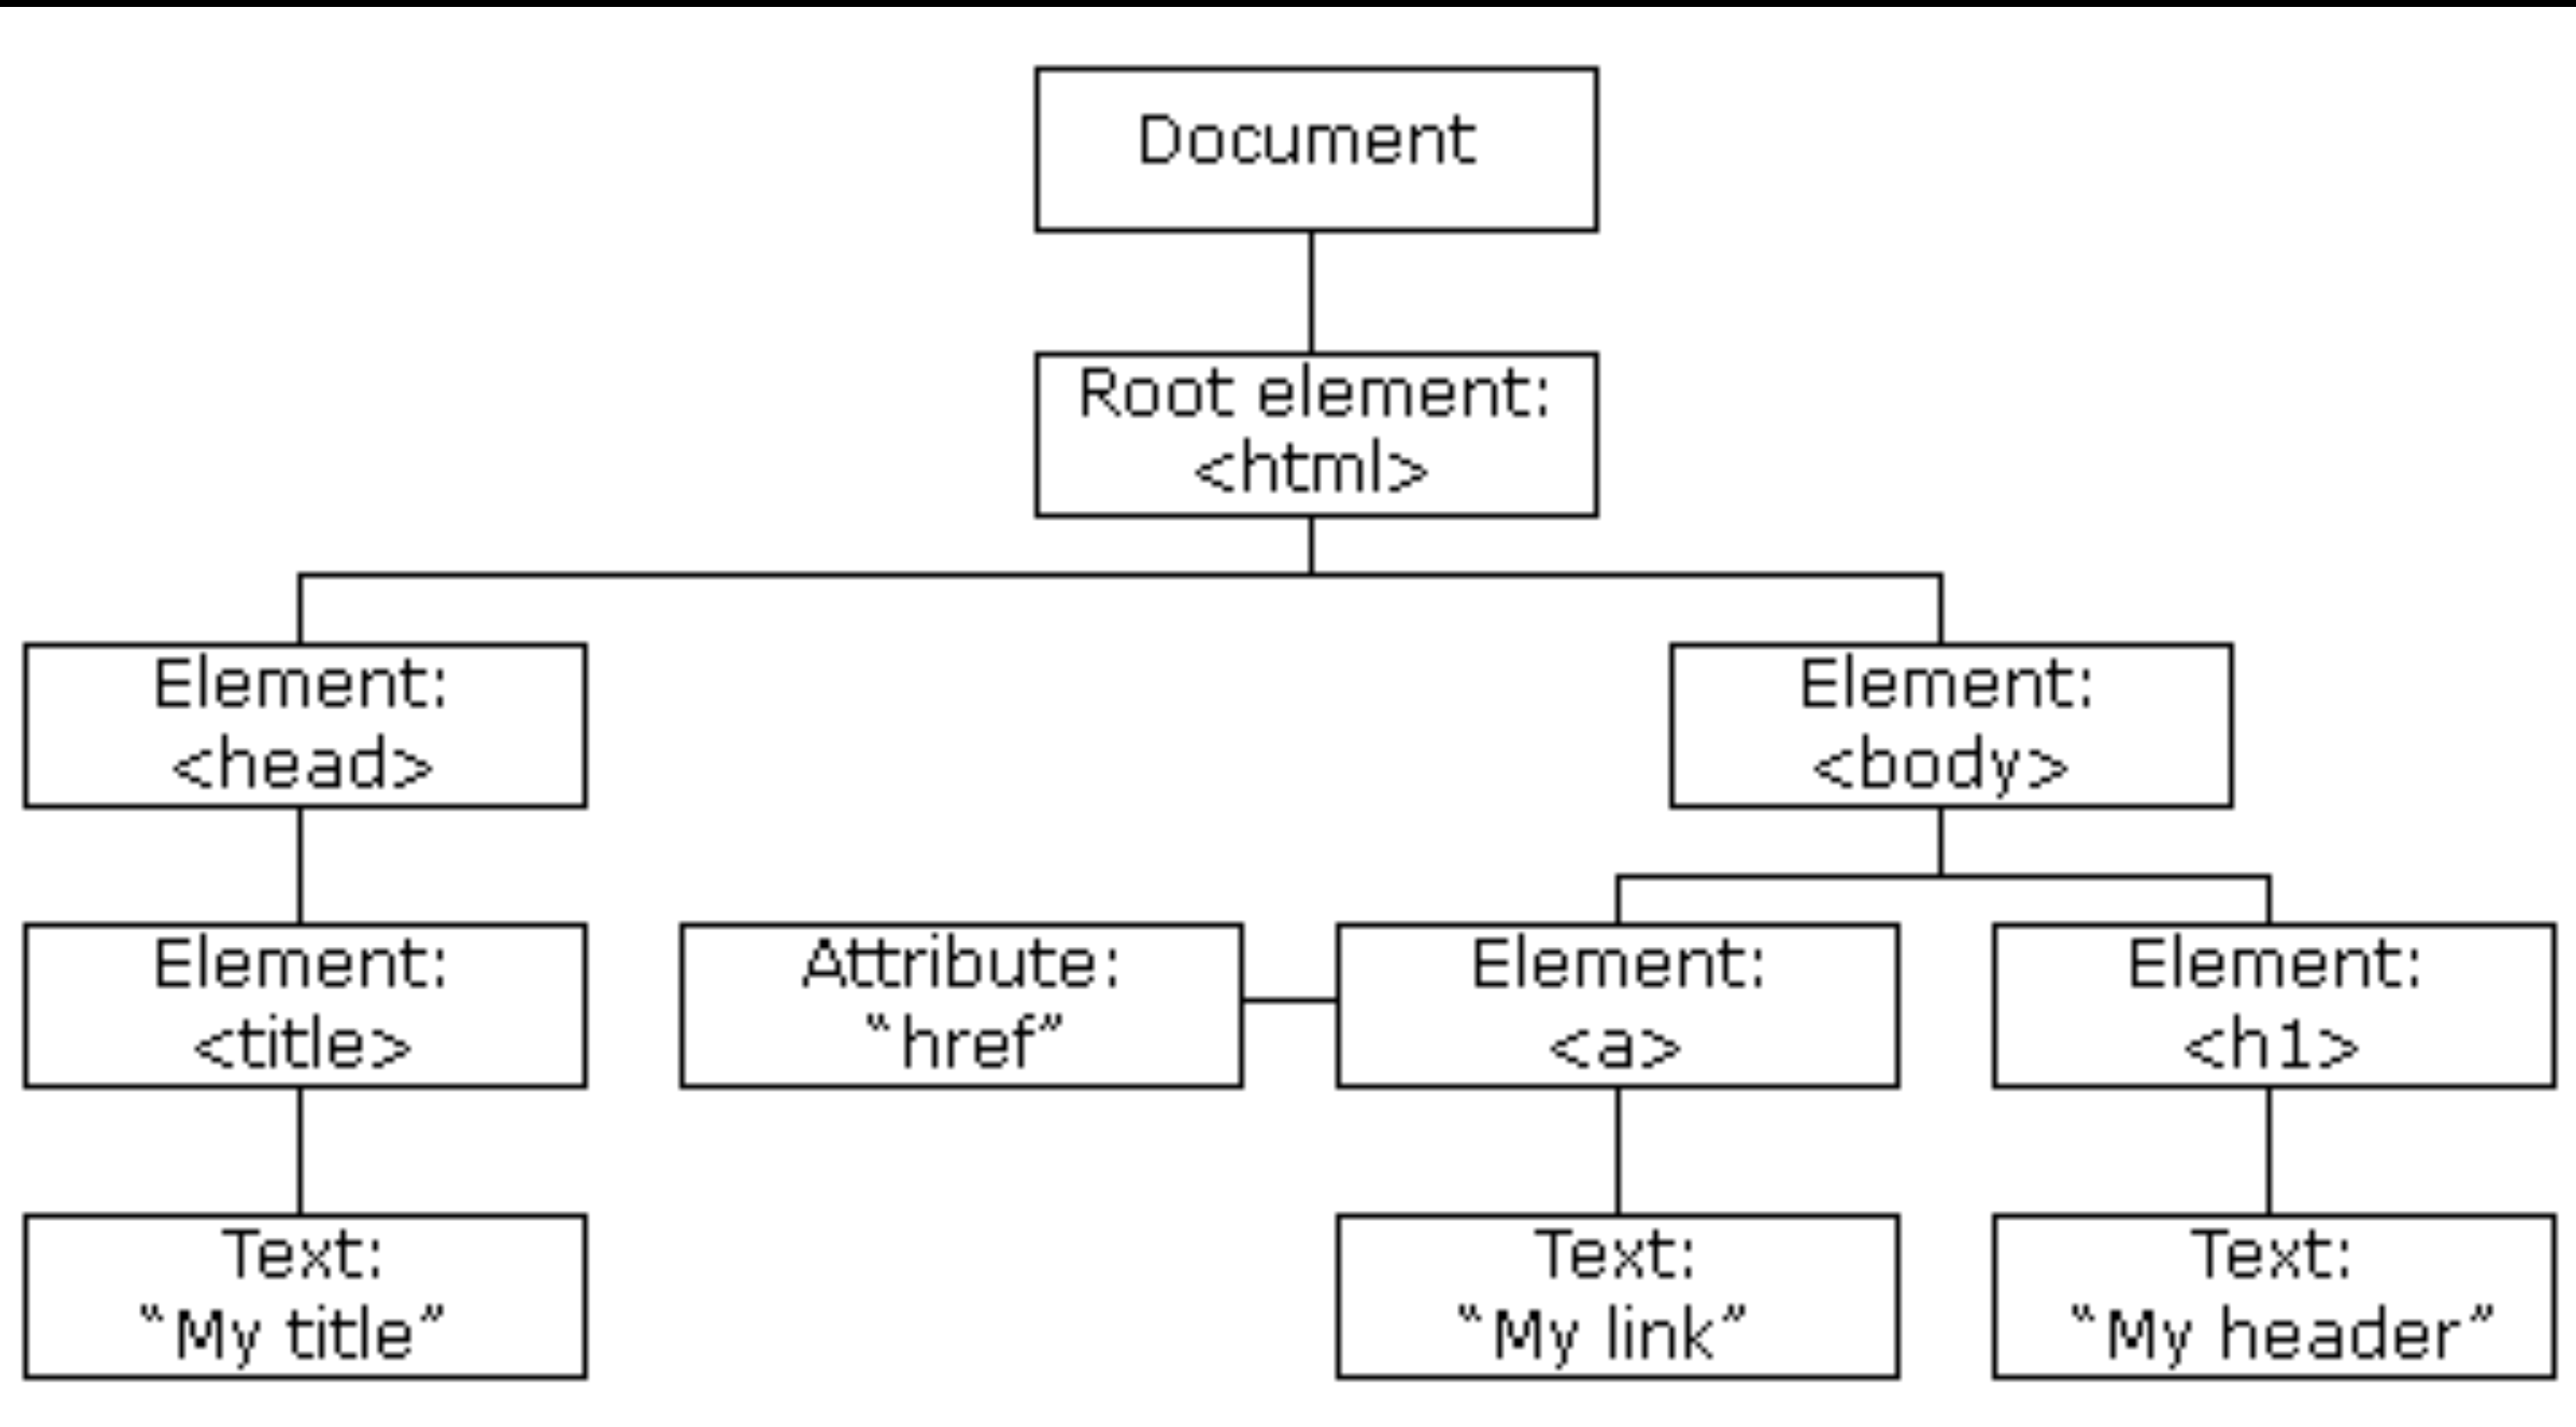 Document
Root element:
<html>
Element:
<head>
Element:
<body>
Element:
<title>
Attribute:
“href”
Element:
<a>
Element:
<h1>
Text:
“My title”
Text:
“My link”
Text:
“My header”